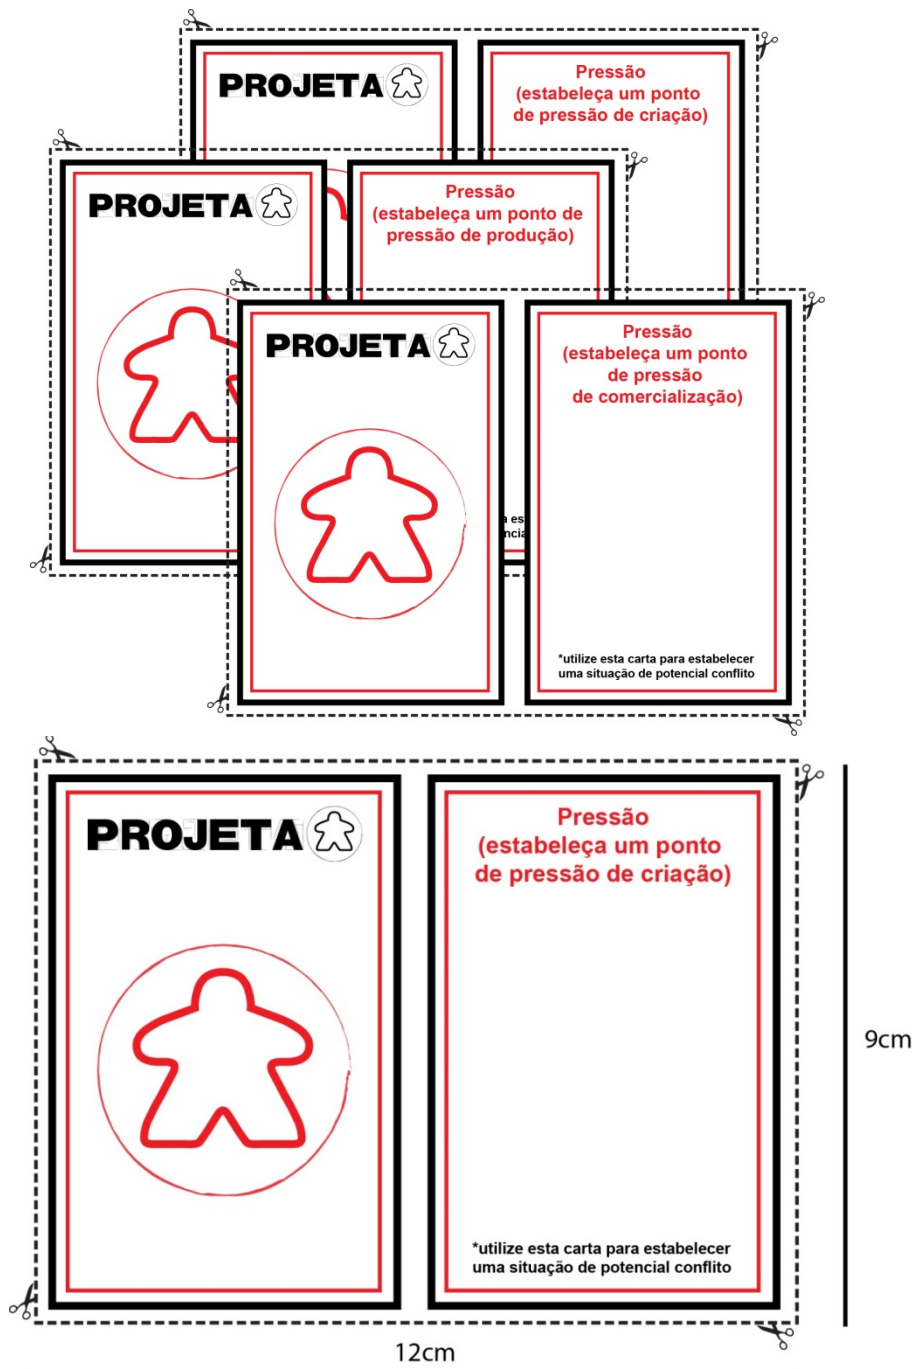 PROJETA
Pressão
(estabeleça um ponto
de pressão de criação)
PROJETA
Pressão
(estabeleça um ponto de
pressão de produção)
PROJETA
Pressão
(estabeleça um ponto
de pressão
de comercialização)
*utilize esta carta para estabelecer
uma situação de potencial conflito
PROJETA
Pressão
(estabeleça um ponto
de pressão de criação)
*utilize esta carta para estabelecer
uma situação de potencial conflito
9cm
12cm